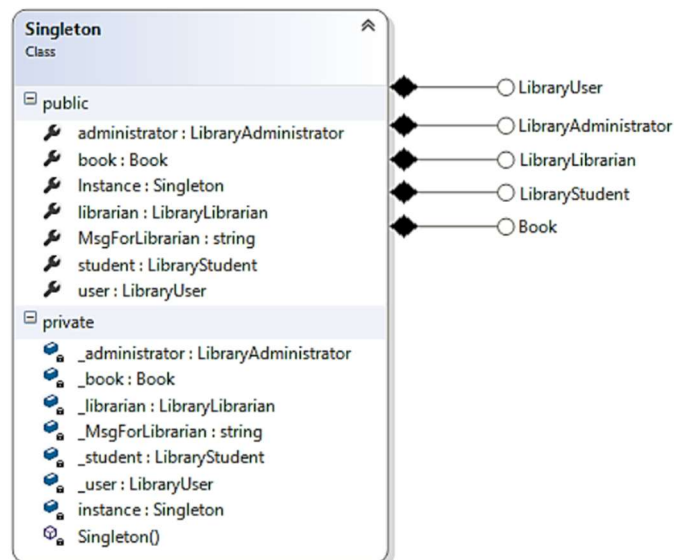 Singleton
Class
public
administrator : LibraryAdministrator
book : Book
Instance : Singleton
librarian : LibraryLibrarian
MsgForLibrarian : string
student : LibraryStudent
user : LibraryUser
private
_administrator : LibraryAdministrator
_book : Book
_librarian : LibraryLibrarian
_MsgForLibrarian : string
_student : LibraryStudent
_user : LibraryUser
instance : Singleton
Singleton()
LibraryUser
LibraryAdministrator
LibraryLibrarian
LibraryStudent
Book